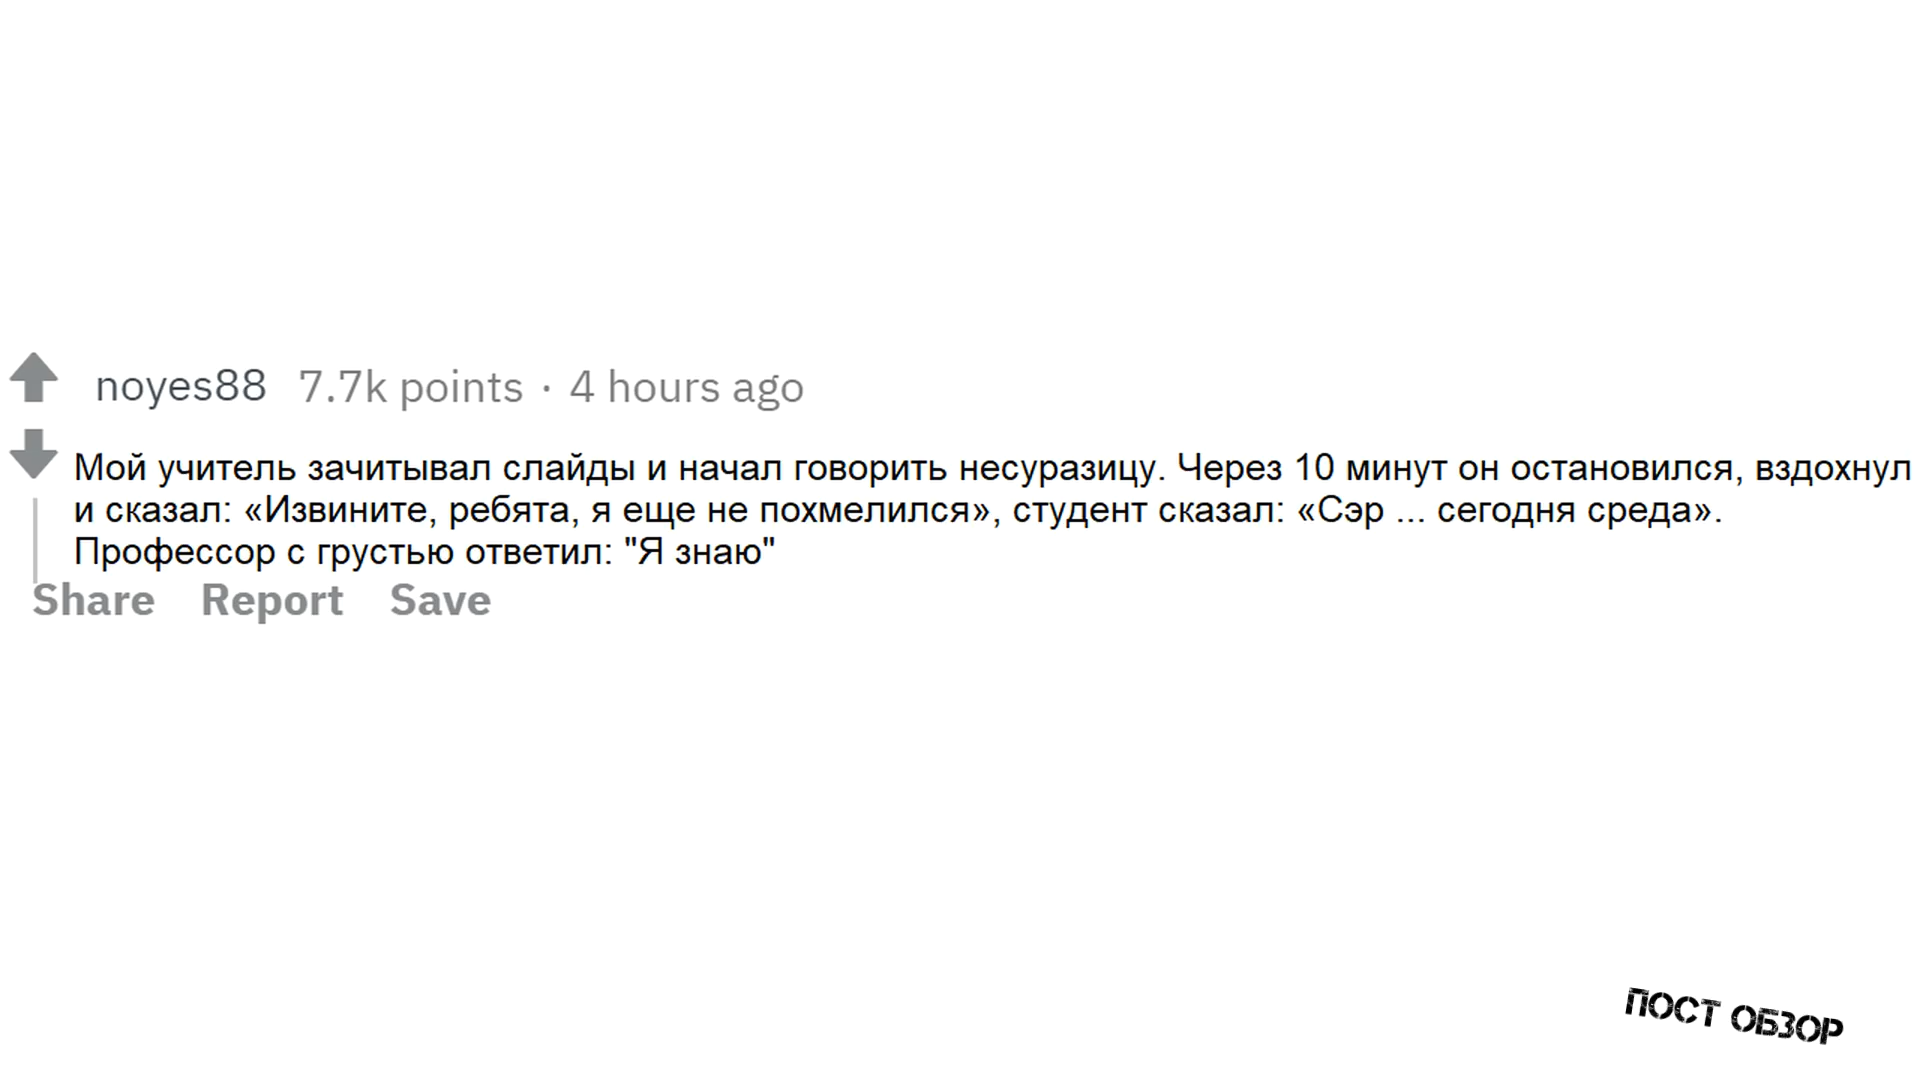 noyes88 7.7k points · 4 hours ago
Мой учитель зачитывал слайды и начал говорить несуразицу. Через 10 минут он остановился, вздохнул
и сказал: «Извините, ребята, я еще не похмелился», студент сказал: «Сэр ... сегодня среда».
Профессор с грустью ответил: "Я знаю"
Share Report Save
ПОСТ ОБЗОР